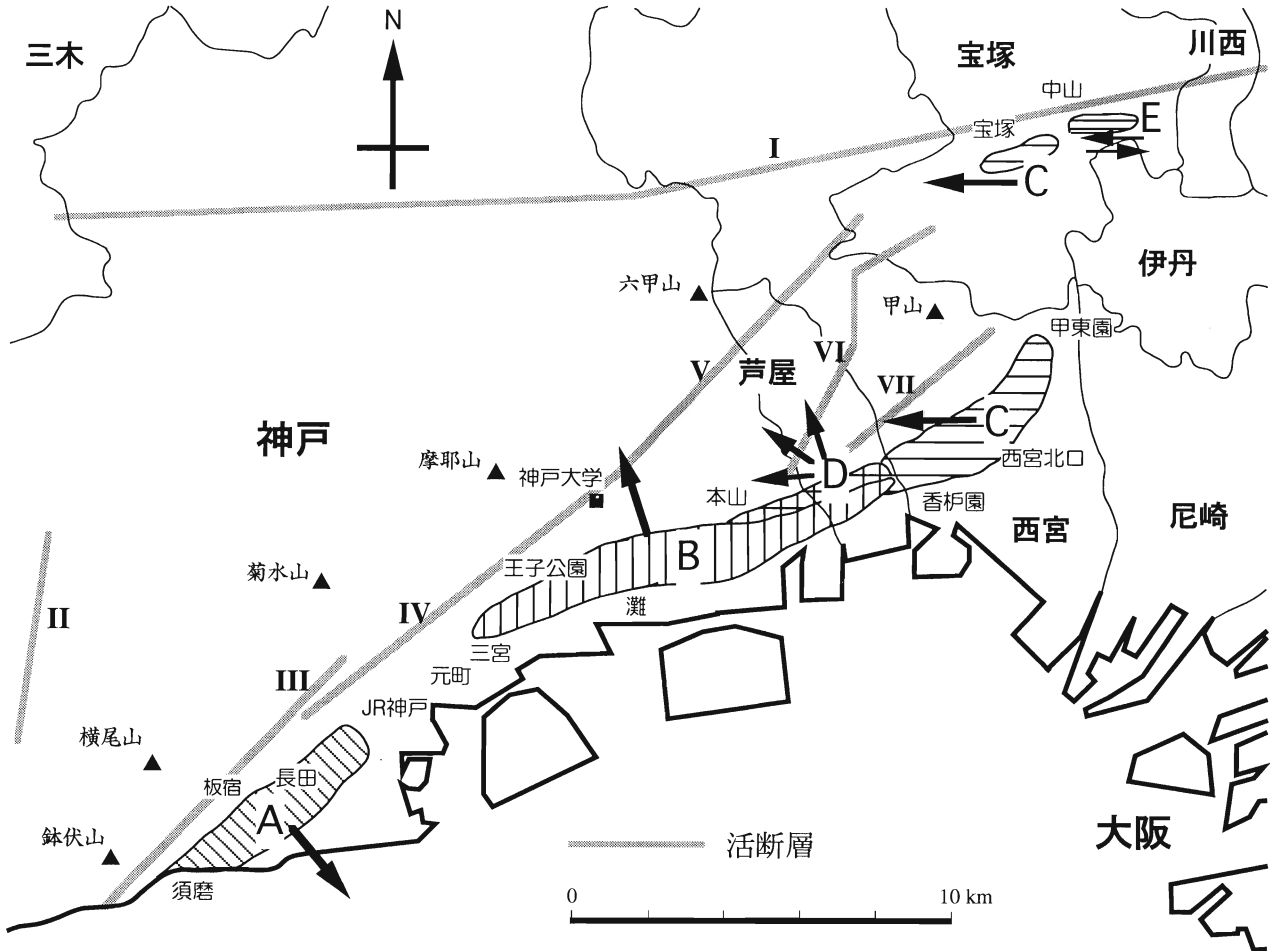 三木
N
宝塚
川西
中山
宝塚
E
I
C
伊丹
六甲山
甲山
甲東園
芦屋
V
VI
VII
C
神戸
摩耶山
神戸大学
D
西宮北口
本山
香枦園
西宮
尼崎
B
王子公園
菊水山
灘
II
IV
三宮
III
元町
JR神戸
横尾山
板宿
長田
A
鉢伏山
須磨
活断層
大阪
0
10 km